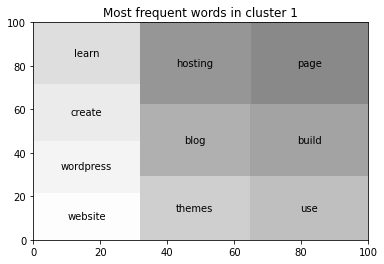 Most frequent words in cluster 1
100
80
60
40
20
0
learn
hosting
page
create
blog
build
wordpress
themes
use
website
0
20
40
60
80
100